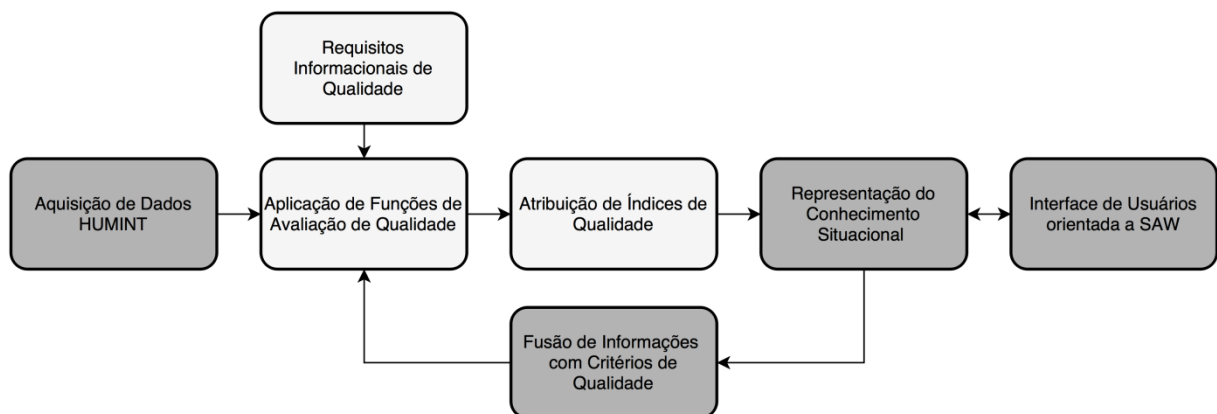 Requisitos
Informacionais de
Qualidade
Aquisição de Dados
HUMINT
Aplicação de Funções de
Avaliação de Qualidade
Atribuição de Índices de
Qualidade
Representação do
Conhecimento
Situacional
Interface de Usuários
orientada a SAW
Fusão de Informações
com Critérios de
Qualidade